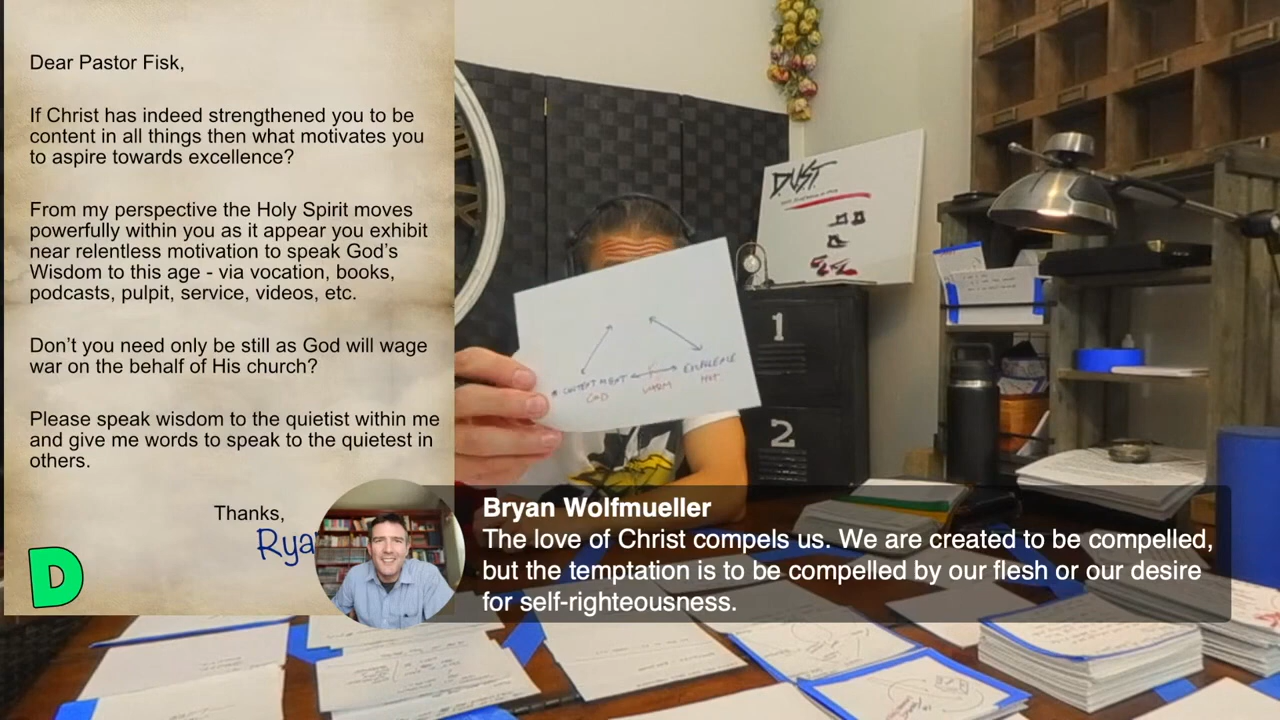 Dear Pastor Fisk,
If Christ has indeed strengthened you to be
content in all things then what motivates you
to aspire towards excellence?
From my perspective the Holy Spirit moves
powerfully within you as it appear you exhibit
near relentless motivation to speak God's
Wisdom to this age - via vocation, books,
podcasts, pulpit, service, videos, etc.
Don't you need only be still as God will wage
war on the behalf of His church?
Please speak wisdom to the quietist within me
and give me words to speak to the quietest in
others.
Thanks,
Rya
D
DUST
1
2
CONTENTMENT
EXCELLENCE
WARM
HOT
Bryan Wolfmueller
The love of Christ compels us. We are created to be compelled,
but the temptation is to be compelled by our flesh or our desire
for self-righteousness.